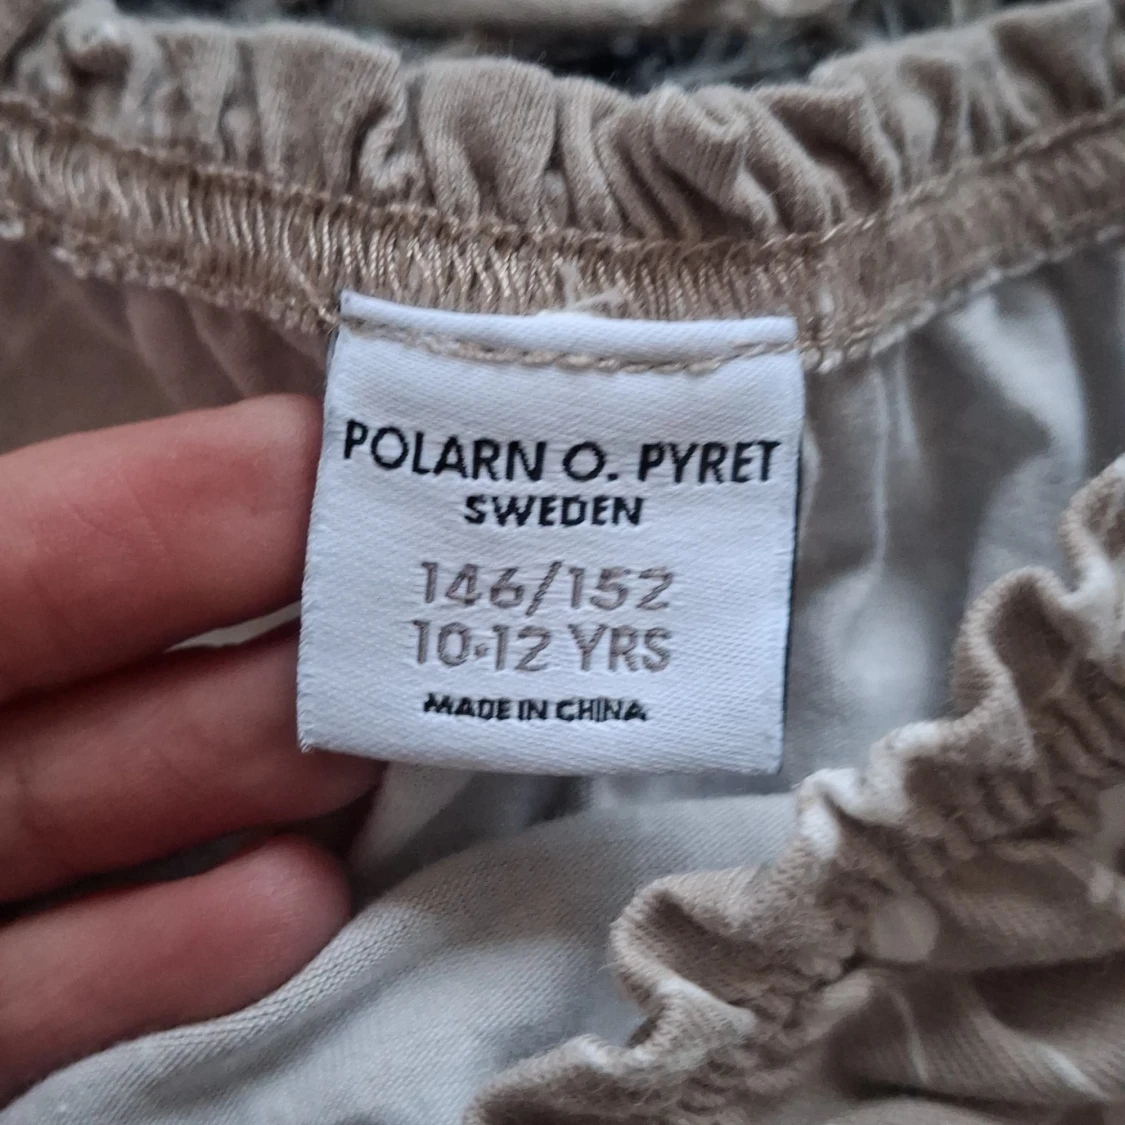 POLARN O. PYRET
SWEDEN
146/152
10-12 YRS
MADE IN CHINA